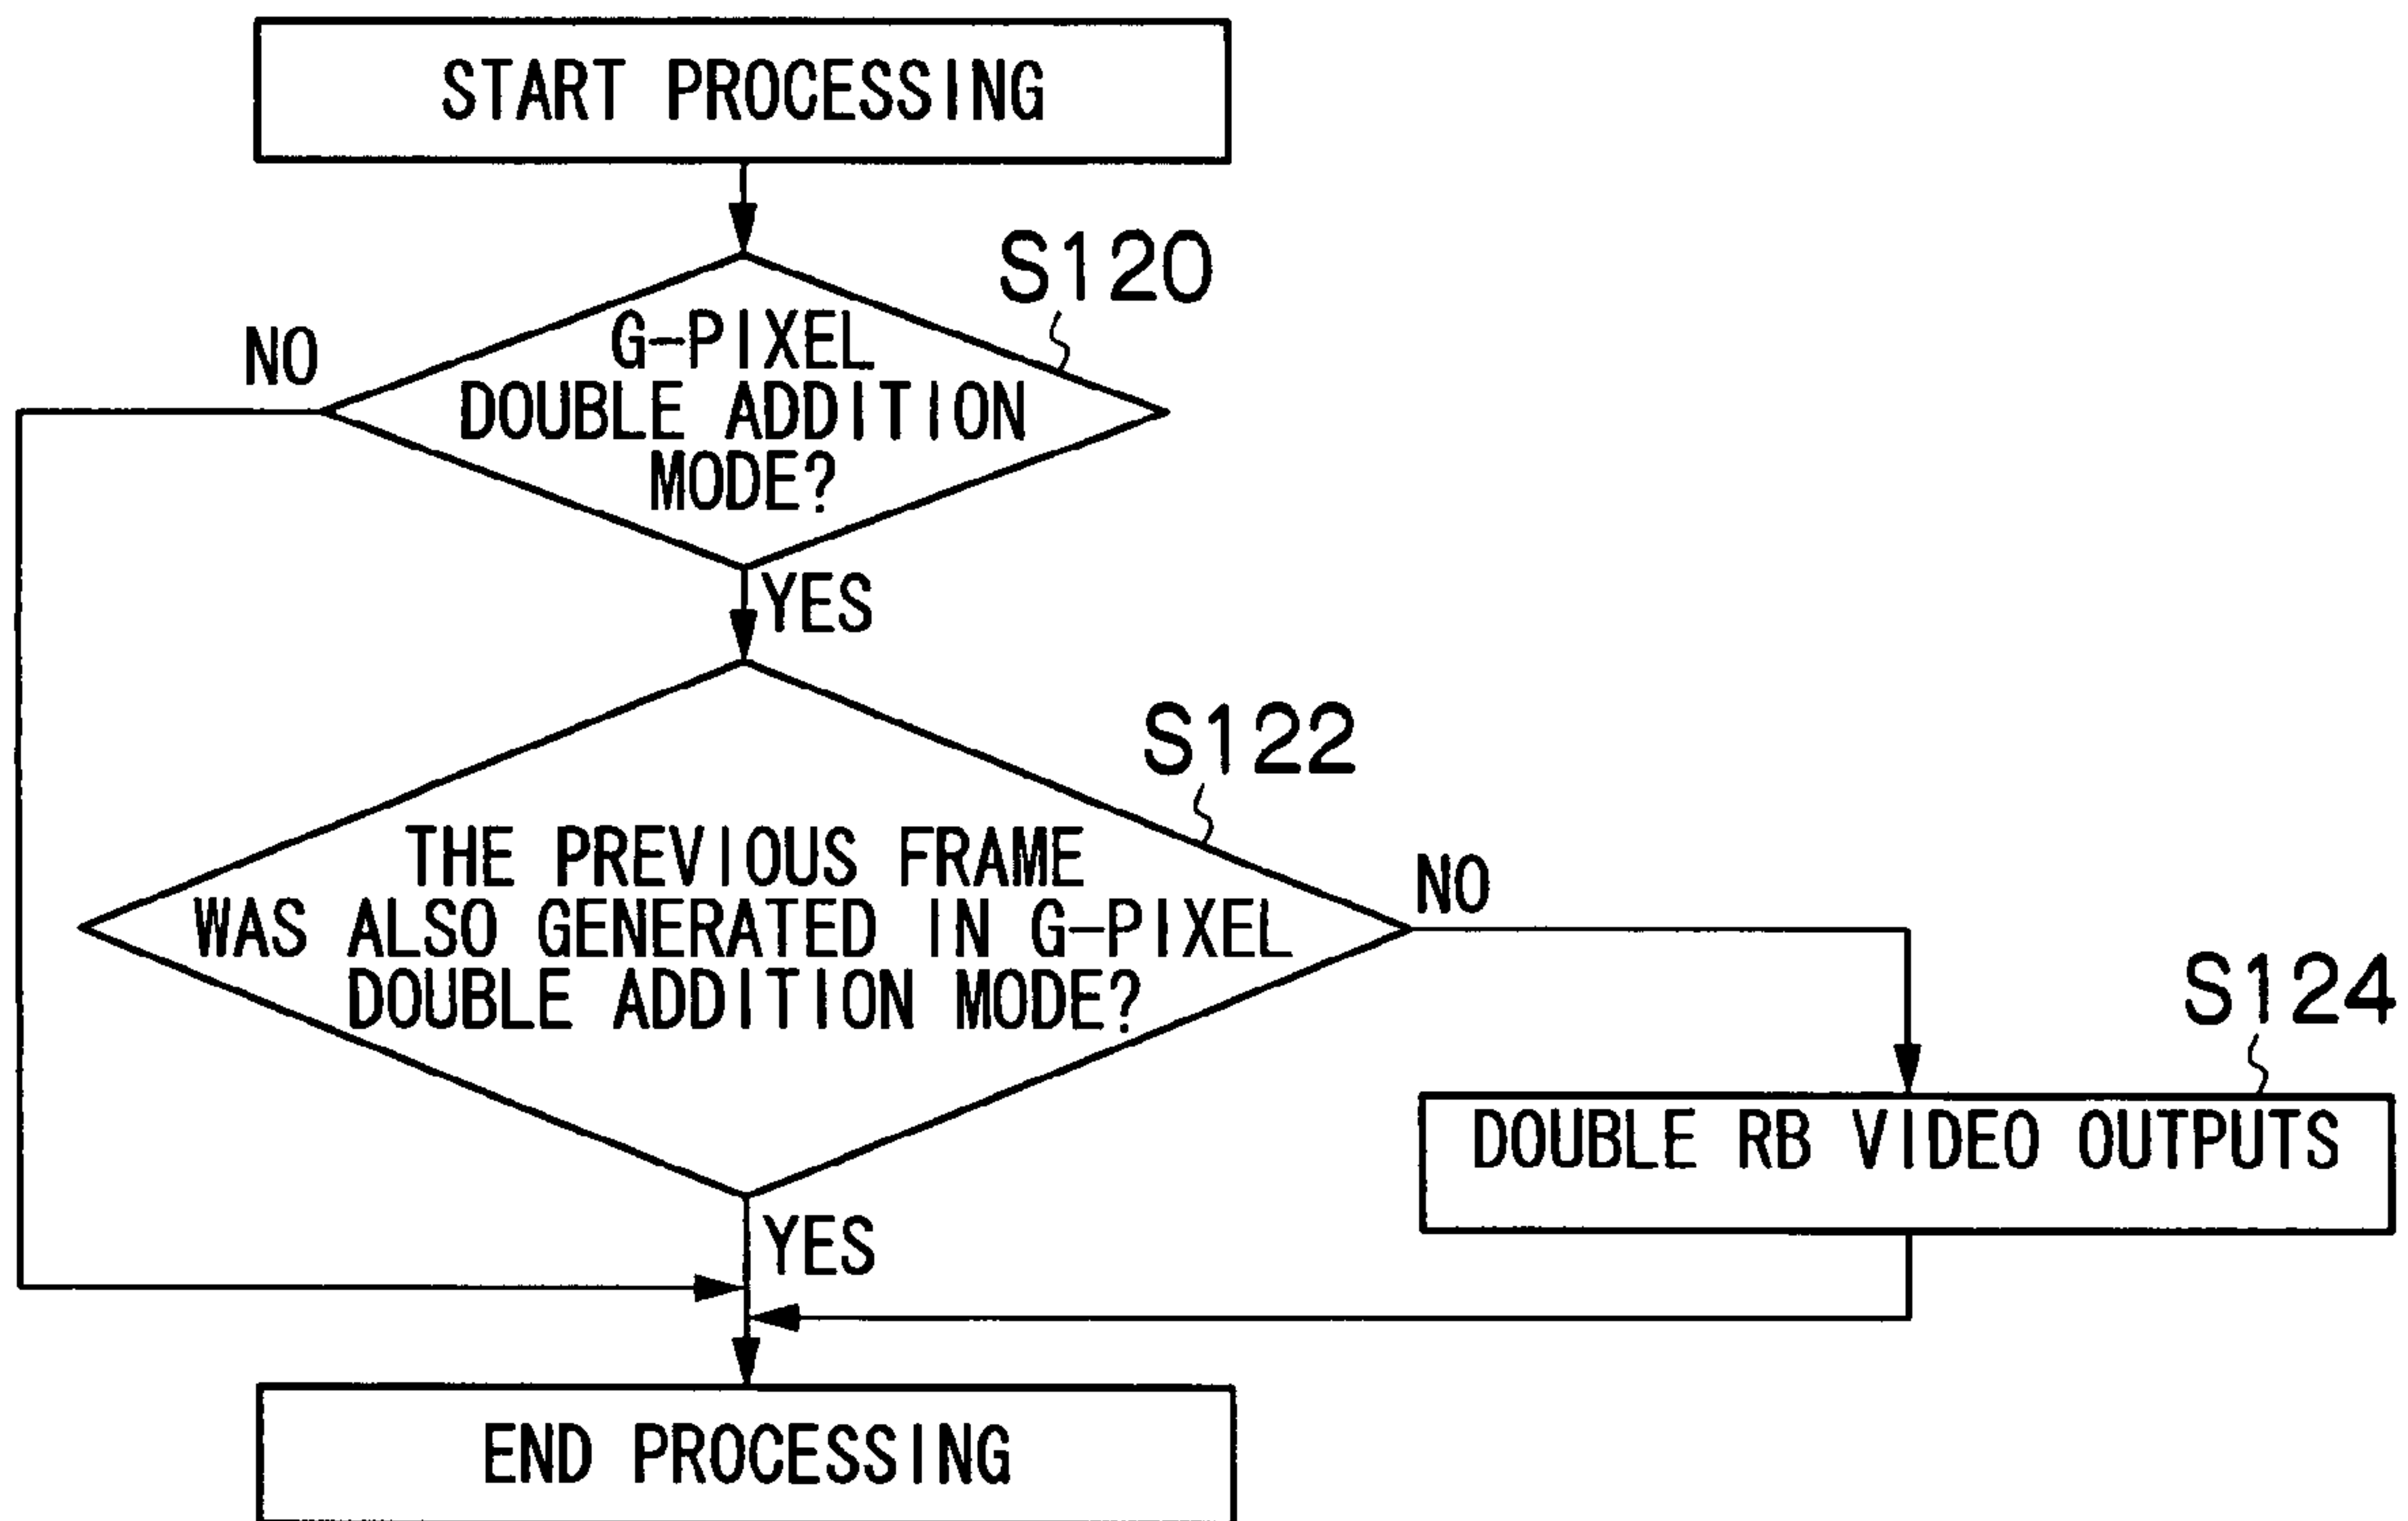 START PROCESSING
S120
NO
G-PIXEL
DOUBLE ADDITION
MODE?
YES
S122
THE PREVIOUS FRAME
WAS ALSO GENERATED IN G-PIXEL
DOUBLE ADDITION MODE?
NO
S124
DOUBLE RB VIDEO OUTPUTS
YES
END PROCESSING